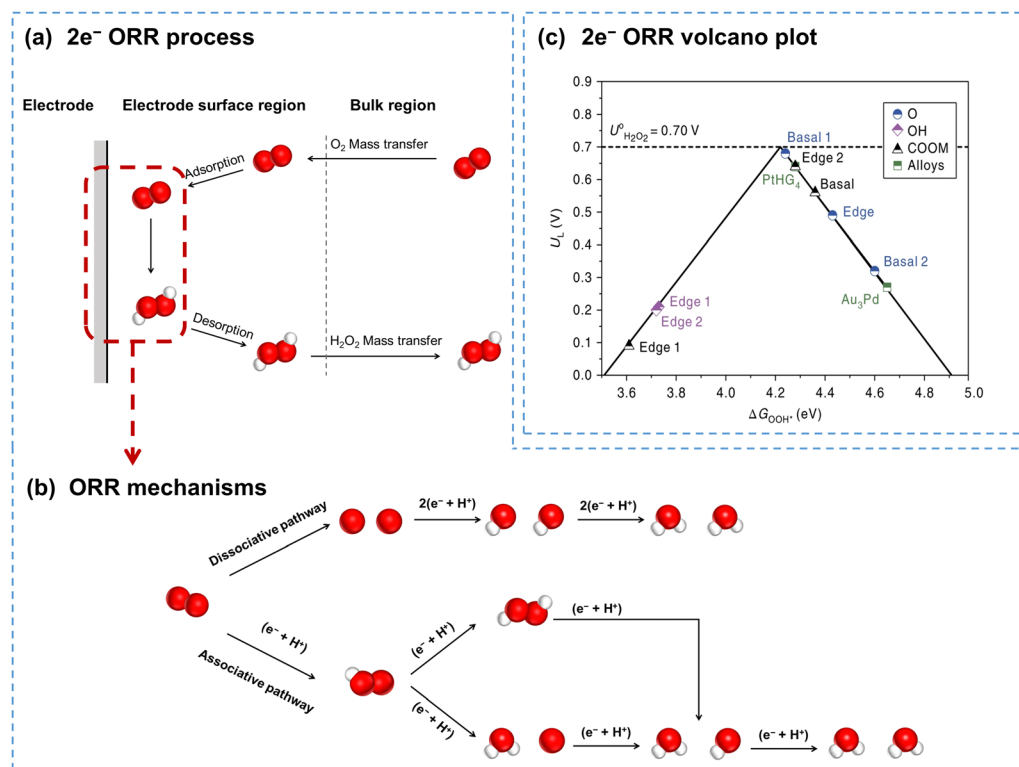 (a) 2e⁻ ORR process
Electrode
Electrode surface region
Bulk region
O₂ Mass transfer
Adsorption
Desorption
H₂O₂ Mass transfer
(c) 2e⁻ ORR volcano plot
0.9
0.8
0.7
0.6
0.5
0.4
0.3
0.2
0.1
0.0
U_L (V)
U⁰_H₂O₂ = 0.70 V
O
OH
COOM
Alloys
Basal 1
Edge 2
PtHG₄
Basal
Edge
Basal 2
Au₃Pd
Edge 1
Edge 2
Edge 1
3.6 3.8 4.0 4.2 4.4 4.6 4.8 5.0
ΔG_OOH* (eV)
(b) ORR mechanisms
Dissociative pathway
2(e⁻ + H⁺)
2(e⁻ + H⁺)
(e⁻ + H⁺)
Associative pathway
(e⁻ + H⁺)
(e⁻ + H⁺)
(e⁻ + H⁺)
(e⁻ + H⁺)
(e⁻ + H⁺)